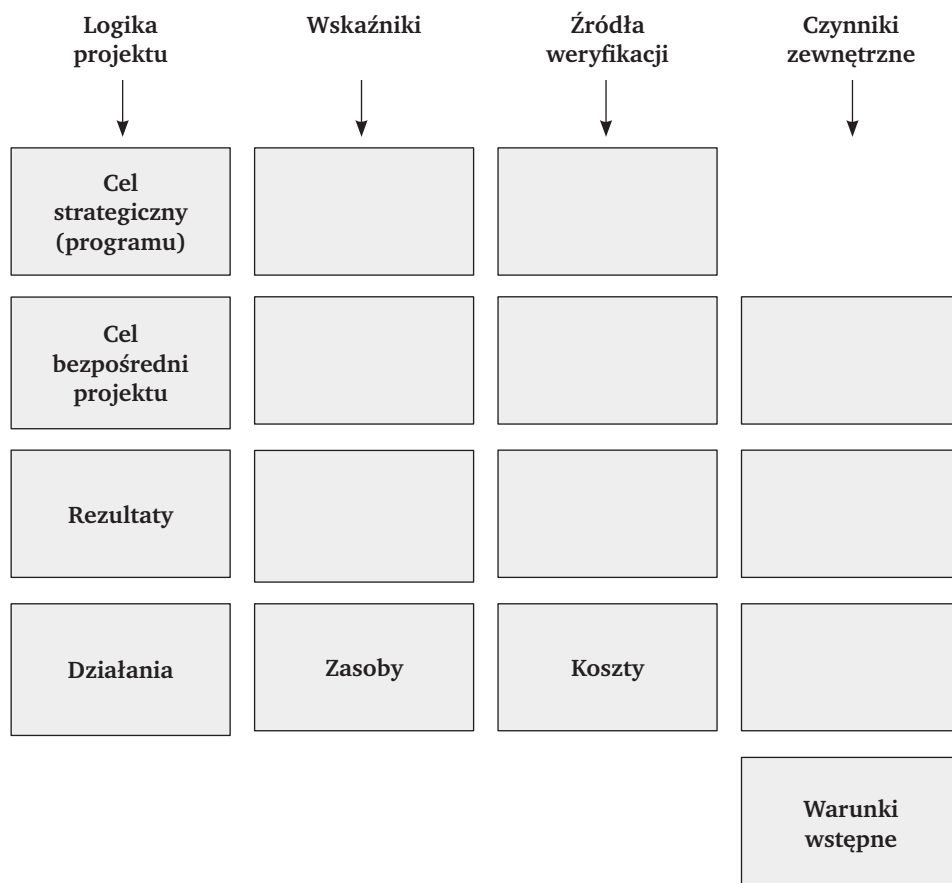 Logika
projektu
Wskaźniki
Źródła
weryfikacji
Czynniki
zewnętrzne
Cel
strategiczny
(programu)
Cel
bezpośredni
projektu
Rezultaty
Działania
Zasoby
Koszty
Warunki
wstępne